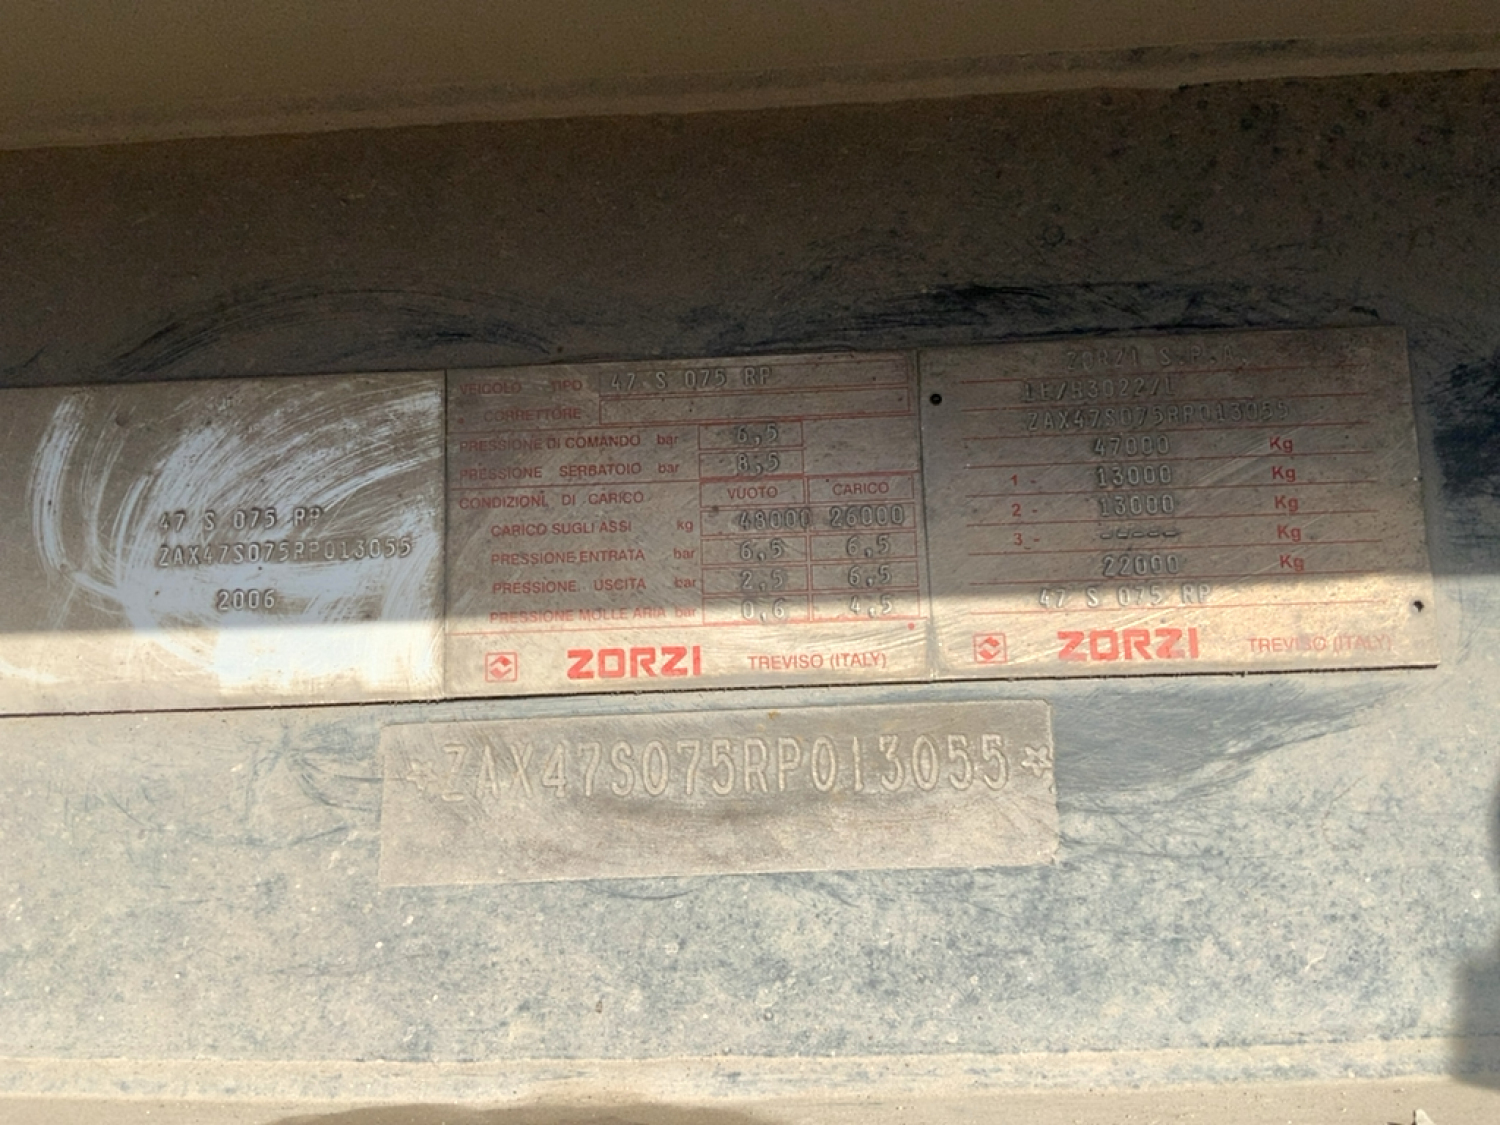 47 S 075 RP
ZAX47S075RP013055
2006
VEICOLO TIPO 47 S 075 RP
CORRETTORE
PRESSIONE DI COMANDO bar 6,5
PRESSIONE SERBATOIO bar 8,5
CONDIZIONI DI CARICO VUOTO CARICO
CARICO SUGLI ASSI kg 48000 26000
PRESSIONE ENTRATA bar 6,5 6,5
PRESSIONE USCITA bar 2,5 6,5
PRESSIONE MOLLE ARIA bar 0,6 4,5
ZORZI TREVISO (ITALY)
ZORZI S.P.A.
ZAX47S075RP013055
47000 Kg
1 - 13000 Kg
2 - 13000 Kg
3 - ----- Kg
22000 Kg
47 S 075 RP
ZORZI TREVISO (ITALY)
*ZAX47S075RP013055*